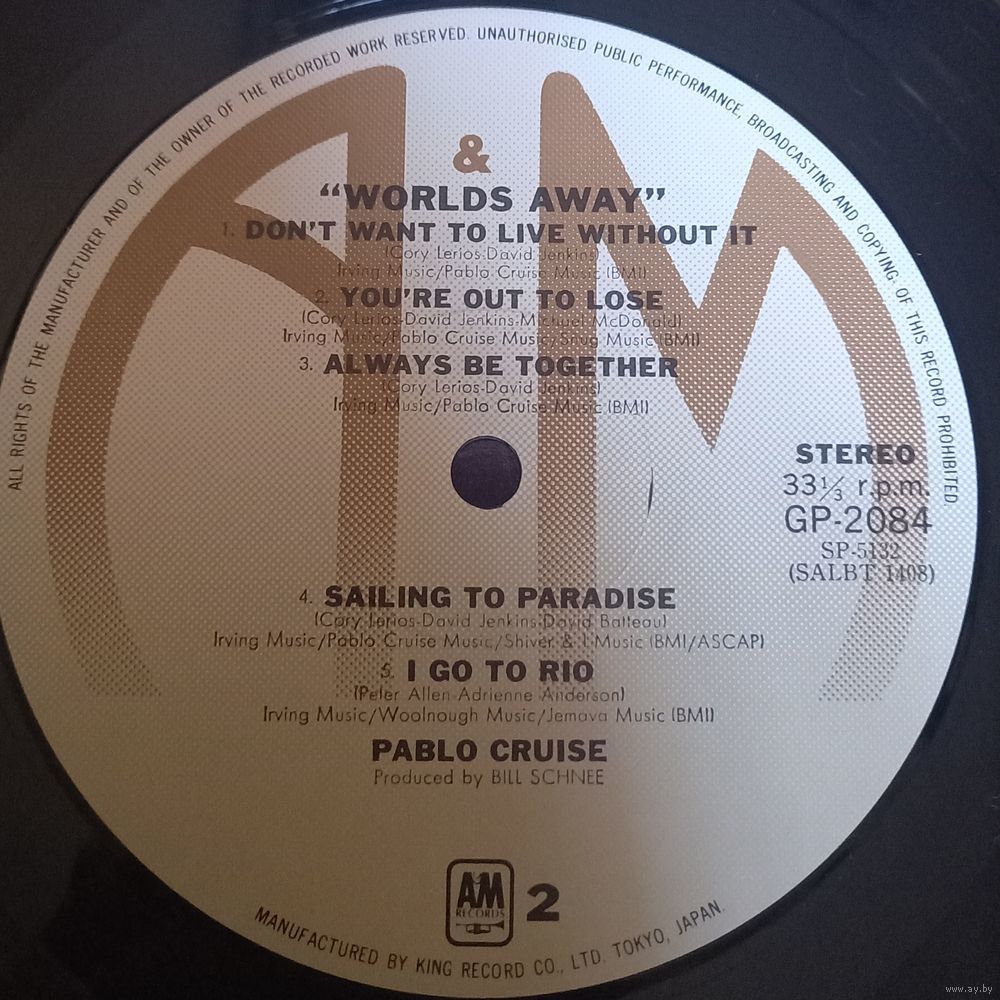 ALL RIGHTS OF THE MANUFACTURER AND OF THE OWNER OF THE RECORDED WORK RESERVED. UNAUTHORISED PUBLIC PERFORMANCE, BROADCASTING AND COPYING OF THIS RECORD PROHIBITED.
&
“WORLDS AWAY”
1. DON'T WANT TO LIVE WITHOUT IT
(Cory Lerios-David Jenkins)
Irving Music/Pablo Cruise Music (BMI)
2. YOU'RE OUT TO LOSE
(Cory Lerios-David Jenkins-Michael McDonald)
Irving Music/Pablo Cruise Music/Snug Music (BMI)
3. ALWAYS BE TOGETHER
(Cory Lerios-David Jenkins)
Irving Music/Pablo Cruise Music (BMI)
STEREO
33⅓ r.p.m.
GP-2084
SP-5132
(SALBT 1408)
4. SAILING TO PARADISE
(Cory Lerios-David Jenkins-David Batteau)
Irving Music/Pablo Cruise Music/Shiver & I Music (BMI/ASCAP)
5. I GO TO RIO
(Peter Allen-Adrienne Anderson)
Irving Music/Woolnough Music/Jemava Music (BMI)
PABLO CRUISE
Produced by BILL SCHNEE
A&M
RECORDS
2
MANUFACTURED BY KING RECORD CO., LTD. TOKYO, JAPAN.
www.ay.by